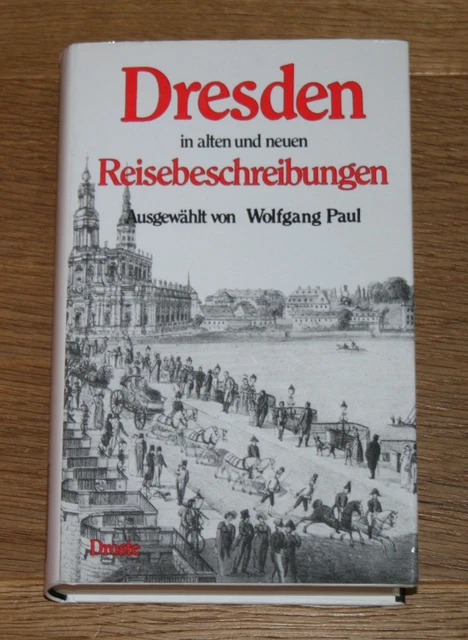 Dresden
in alten und neuen
Reisebeschreibungen
Ausgewählt von Wolfgang Paul
Droste